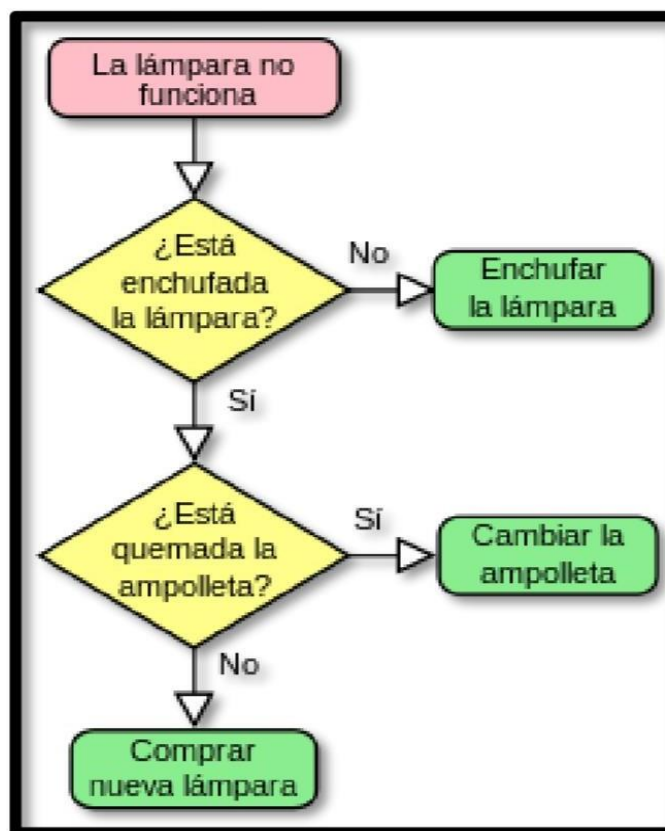 La lámpara no
funciona
¿Está
enchufada
la lámpara?
No
Enchufar
la lámpara
Sí
¿Está
quemada la
ampolleta?
Sí
Cambiar la
ampolleta
No
Comprar
nueva lámpara